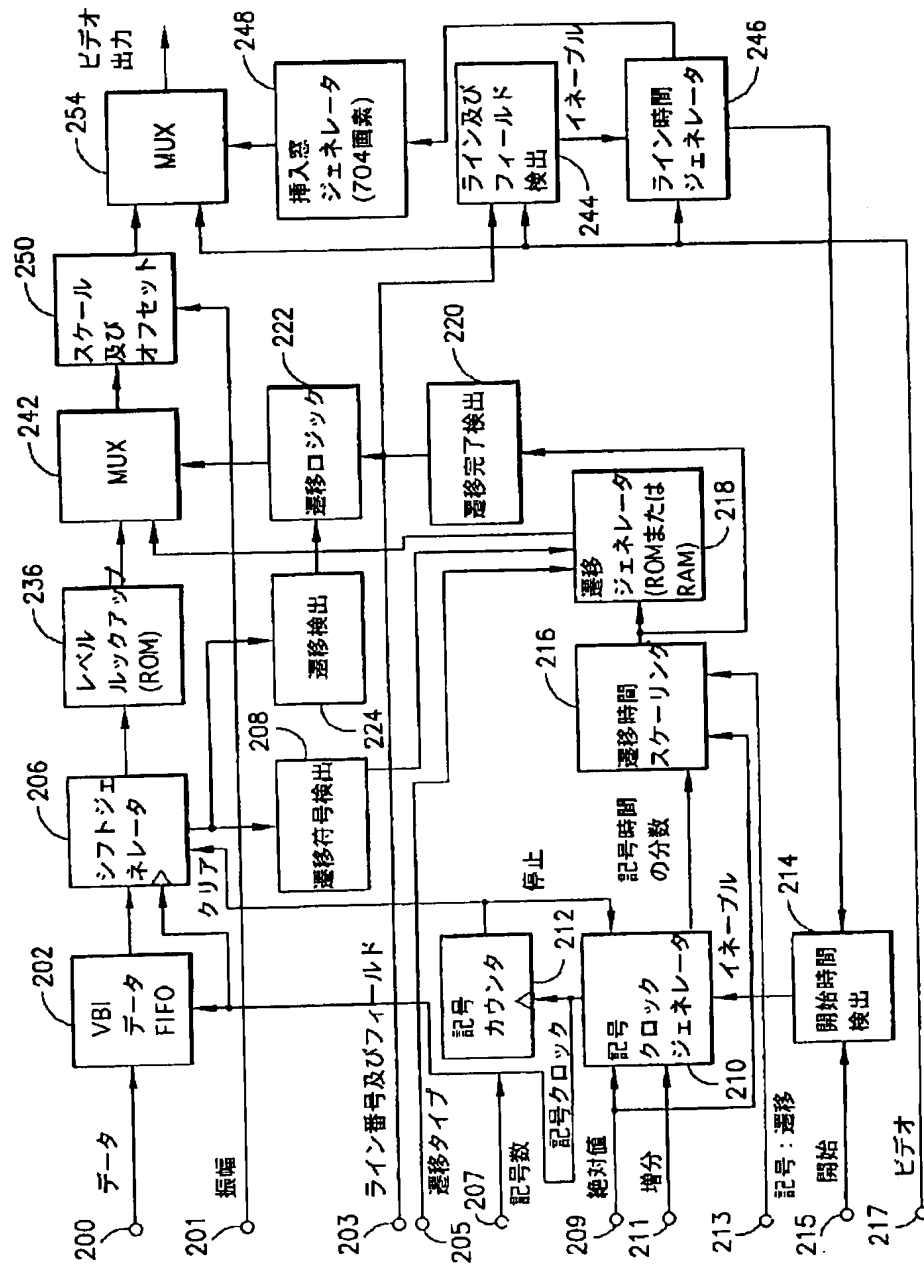 200
データ
202
VBI
データ
FIFO
206
シフトジェ
ネレータ
クリア
236
レベル
ルックアップ
(ROM)
242
MUX
250
スケール
及び
オフセット
254
MUX
ビデオ
出力
201
振幅
208
遷移符号検出
遷移検出
224
遷移ロジック
222
挿入窓
ジェネレータ
(704画素)
248
203
ライン番号及びフィールド
205
遷移タイプ
207
記号数
記号クロック
記号
カウンタ
212
停止
遷移完了検出
220
ライン及び
フィールド
検出
244
イネーブル
209
絶対値
211
増分
記号
クロック
ジェネレータ
210
記号時間
の分数
216
遷移時間
スケーリング
遷移
ジェネレータ
(ROMまたは
RAM)
218
ライン時間
ジェネレータ
246
213
記号:遷移
イネーブル
215
開始
開始時間
検出
214
217
ビデオ